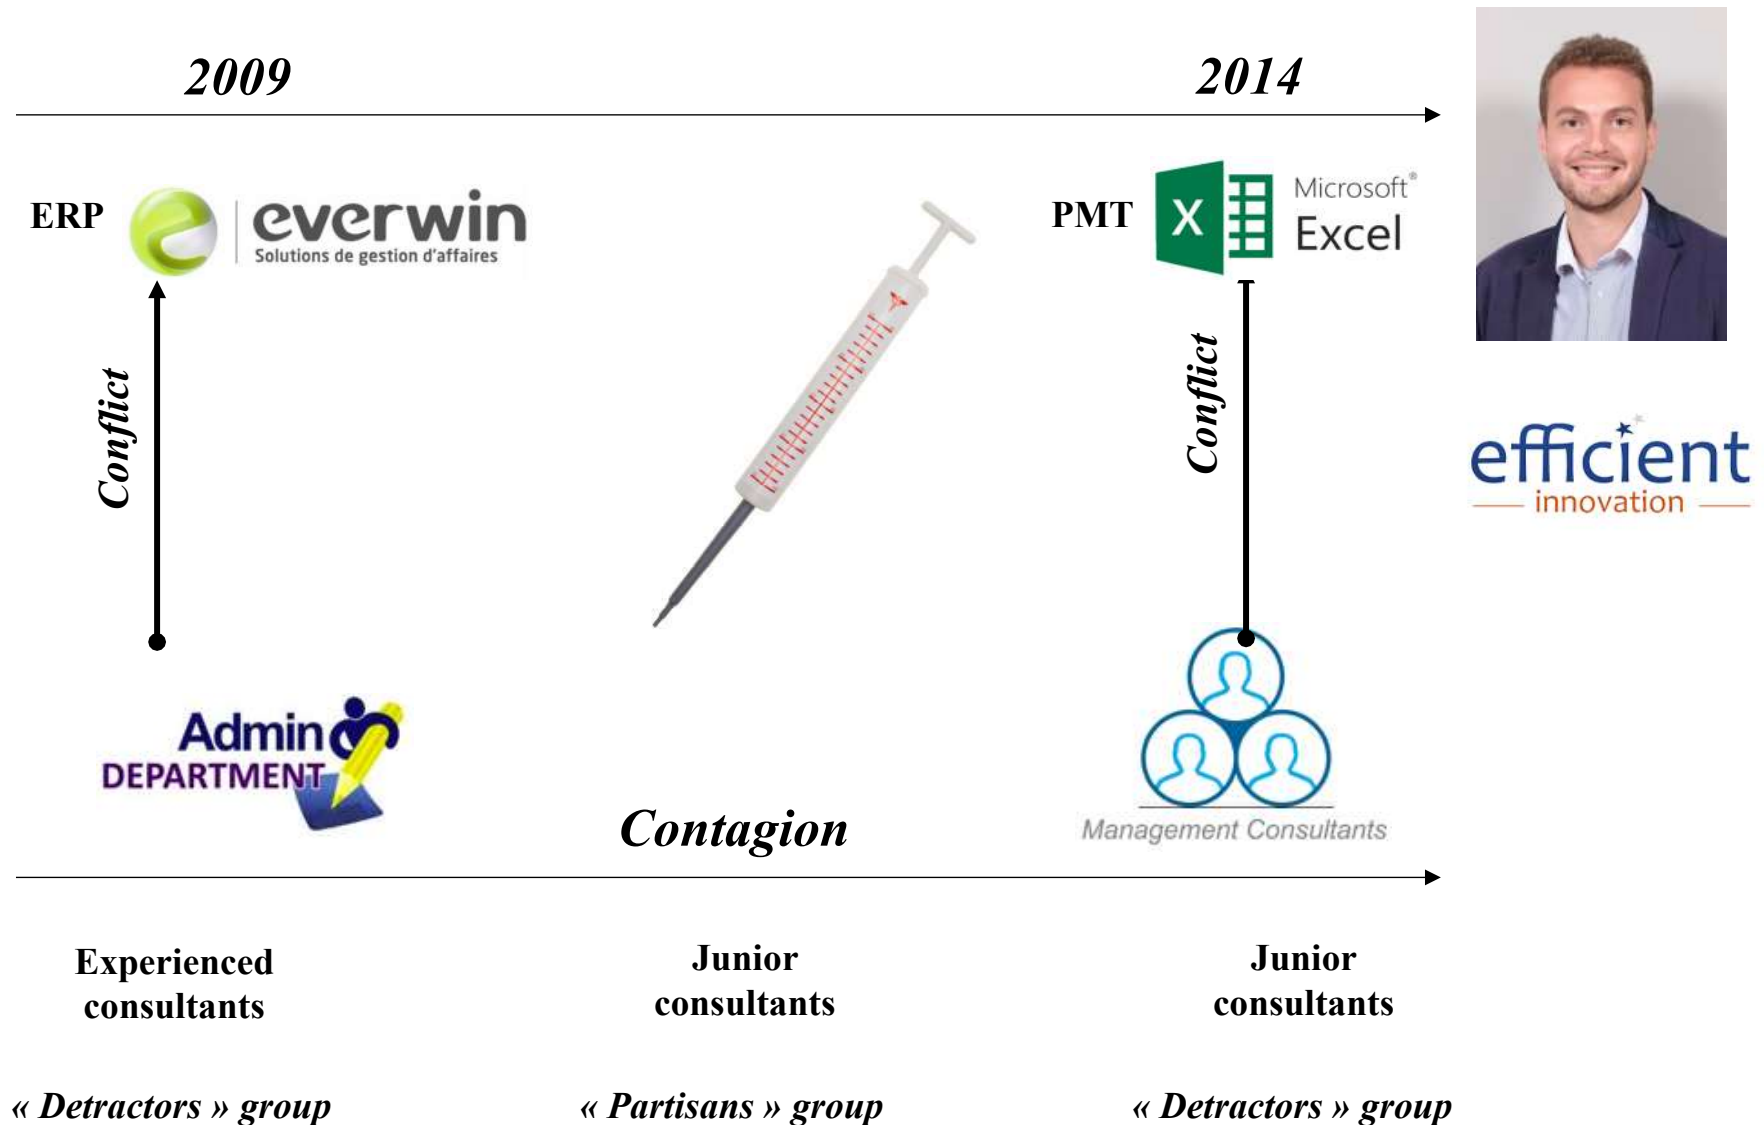 2009
2014
ERP
everwin
Solutions de gestion d'affaires
PMT
X
Microsoft®
Excel
Conflict
Conflict
efficient
innovation
Admin
DEPARTMENT
Contagion
Management Consultants
Experienced
consultants
Junior
consultants
Junior
consultants
« Detractors » group
« Partisans » group
« Detractors » group